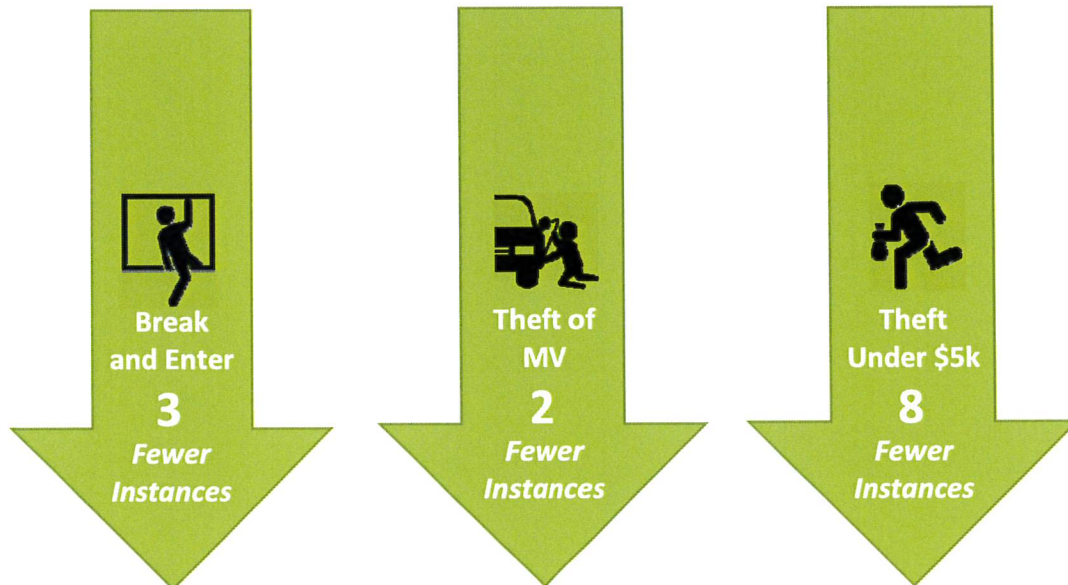 Break
and Enter
3
Fewer
Instances
Theft of
MV
2
Fewer
Instances
Theft
Under $5k
8
Fewer
Instances